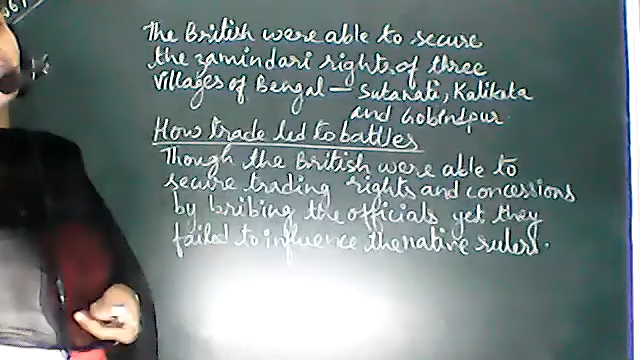 The British were able to secure
the zamindari rights of three
villages of Bengal — Sutanati, Kalikata
and Gobindpur.
How trade led to battles
Though the British were able to
secure trading rights and concessions
by bribing the officials yet they
failed to influence the native rulers.